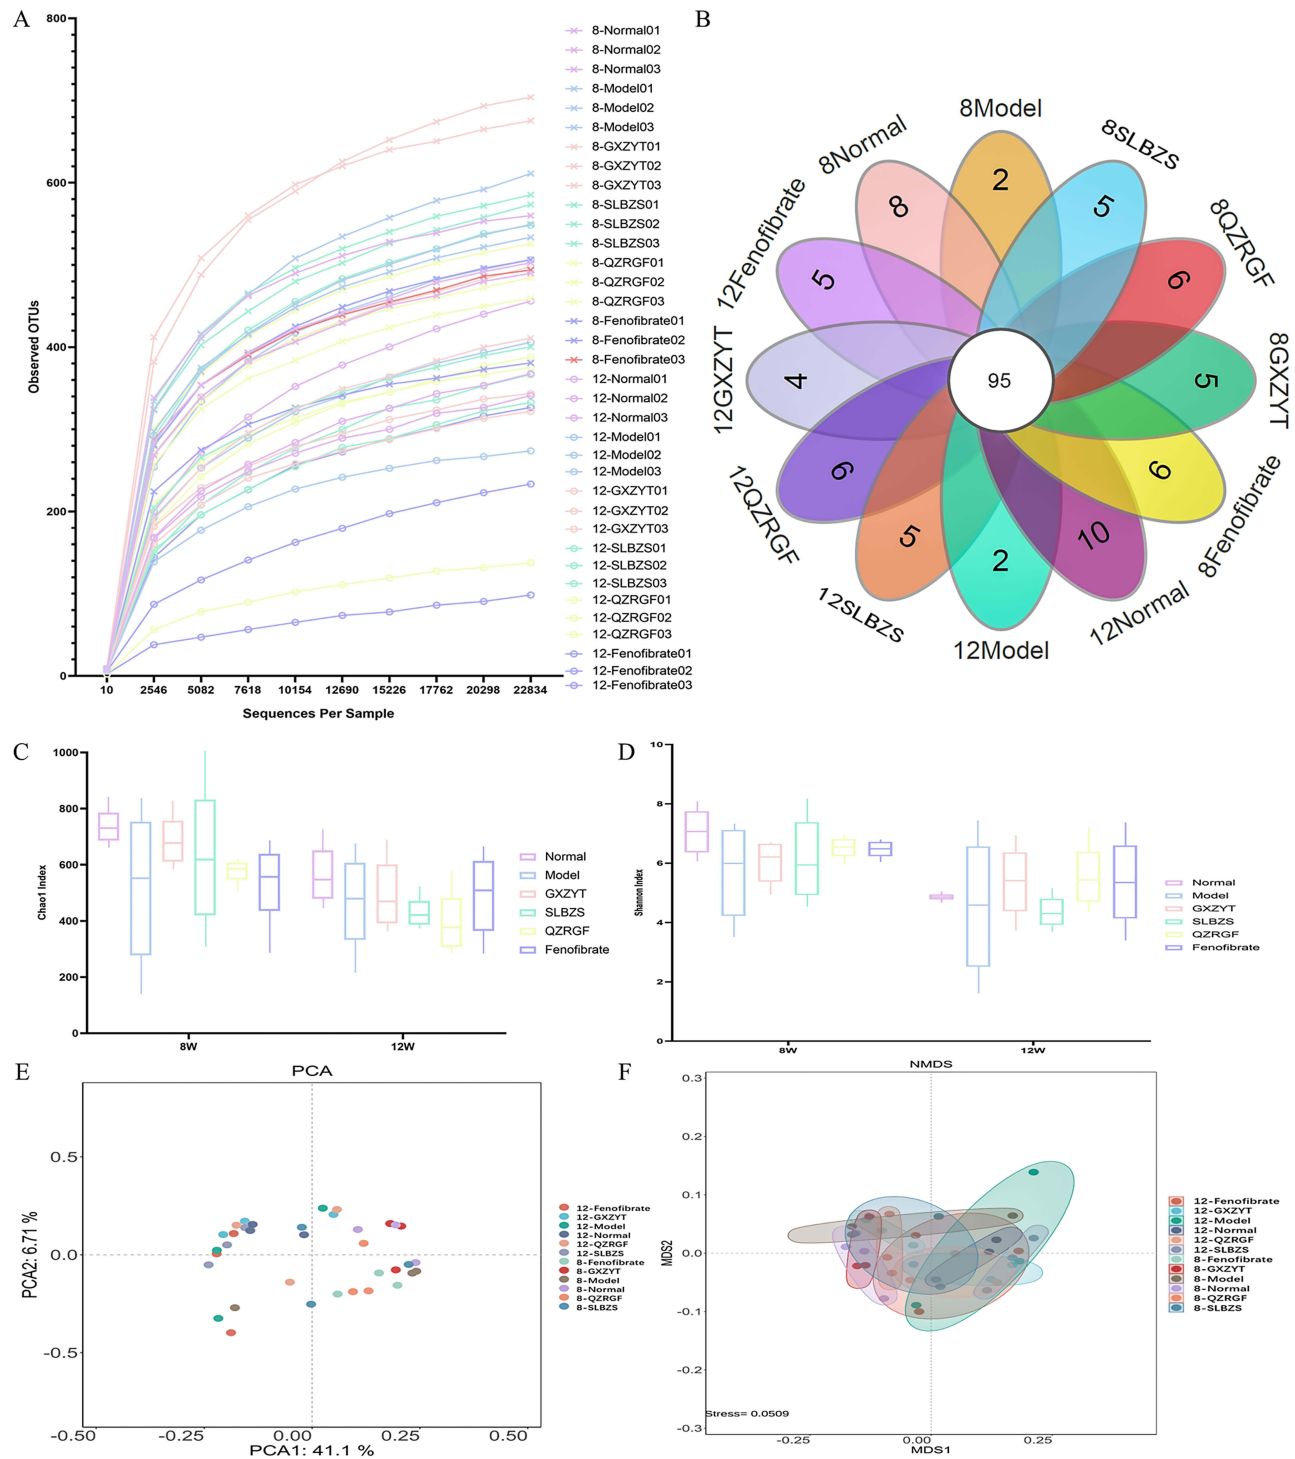 A
800
600
400
200
0
Observed OTUs
10 2546 5082 7618 10154 12690 15226 17762 20298 22834
Sequences Per Sample
8-Normal01
8-Normal02
8-Normal03
8-Model01
8-Model02
8-Model03
8-GXZYT01
8-GXZYT02
8-GXZYT03
8-SLBZS01
8-SLBZS02
8-SLBZS03
8-QZRGF01
8-QZRGF02
8-QZRGF03
8-Fenofibrate01
8-Fenofibrate02
8-Fenofibrate03
12-Normal01
12-Normal02
12-Normal03
12-Model01
12-Model02
12-Model03
12-GXZYT01
12-GXZYT02
12-GXZYT03
12-SLBZS01
12-SLBZS02
12-SLBZS03
12-QZRGF01
12-QZRGF02
12-QZRGF03
12-Fenofibrate01
12-Fenofibrate02
12-Fenofibrate03
B
8Model
2
8SLBZS
5
8QZRGF
6
8GXZYT
5
8Fenofibrate
6
12Normal
10
12Model
2
12SLBZS
5
12QZRGF
6
12GXZYT
4
12Fenofibrate
5
8Normal
8
95
C
1000
800
600
400
200
0
Chao1 Index
8W 12W
Normal
Model
GXZYT
SLBZS
QZRGF
Fenofibrate
D
10
8
6
4
2
0
Shannon Index
8W 12W
Normal
Model
GXZYT
SLBZS
QZRGF
Fenofibrate
E
PCA
0.5
0.0
-0.5
PCA2: 6.71 %
-0.50 -0.25 0.00 0.25 0.50
PCA1: 41.1 %
12-Fenofibrate
12-GXZYT
12-Model
12-Normal
12-QZRGF
12-SLBZS
8-Fenofibrate
8-GXZYT
8-Model
8-Normal
8-QZRGF
8-SLBZS
F
NMDS
0.3
0.2
0.1
0.0
-0.1
-0.2
-0.3
MDS2
Stress= 0.0509
-0.25 0.00 0.25
MDS1
12-Fenofibrate
12-GXZYT
12-Model
12-Normal
12-QZRGF
12-SLBZS
8-Fenofibrate
8-GXZYT
8-Model
8-Normal
8-QZRGF
8-SLBZS